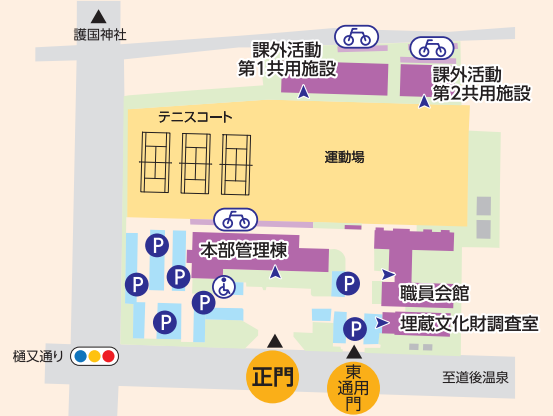 護国神社
課外活動
第1共用施設
課外活動
第2共用施設
テニスコート
運動場
本部管理棟
P
P
P
P
P
P
職員会館
埋蔵文化財調査室
樋又通り
正門
東
通用
門
至道後温泉